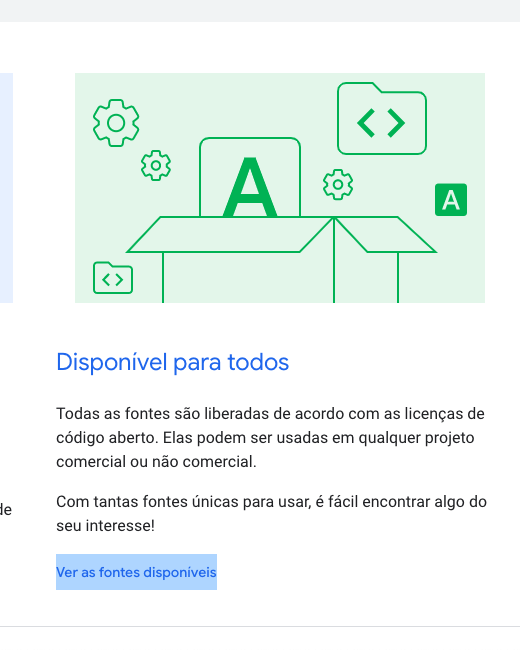 A
A
Disponível para todos
Todas as fontes são liberadas de acordo com as licenças de
código aberto. Elas podem ser usadas em qualquer projeto
comercial ou não comercial.
Com tantas fontes únicas para usar, é fácil encontrar algo do
de
seu interesse!
Ver as fontes disponíveis